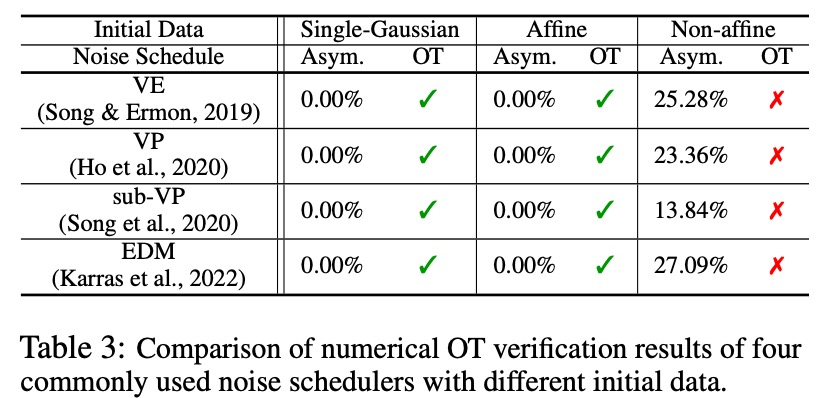 Initial Data Single-Gaussian Affine Non-affine
Noise Schedule Asym. OT Asym. OT Asym. OT
VE
(Song & Ermon, 2019) 0.00% ✓ 0.00% ✓ 25.28% ✗
VP
(Ho et al., 2020) 0.00% ✓ 0.00% ✓ 23.36% ✗
sub-VP
(Song et al., 2020) 0.00% ✓ 0.00% ✓ 13.84% ✗
EDM
(Karras et al., 2022) 0.00% ✓ 0.00% ✓ 27.09% ✗
Table 3: Comparison of numerical OT verification results of four
commonly used noise schedulers with different initial data.